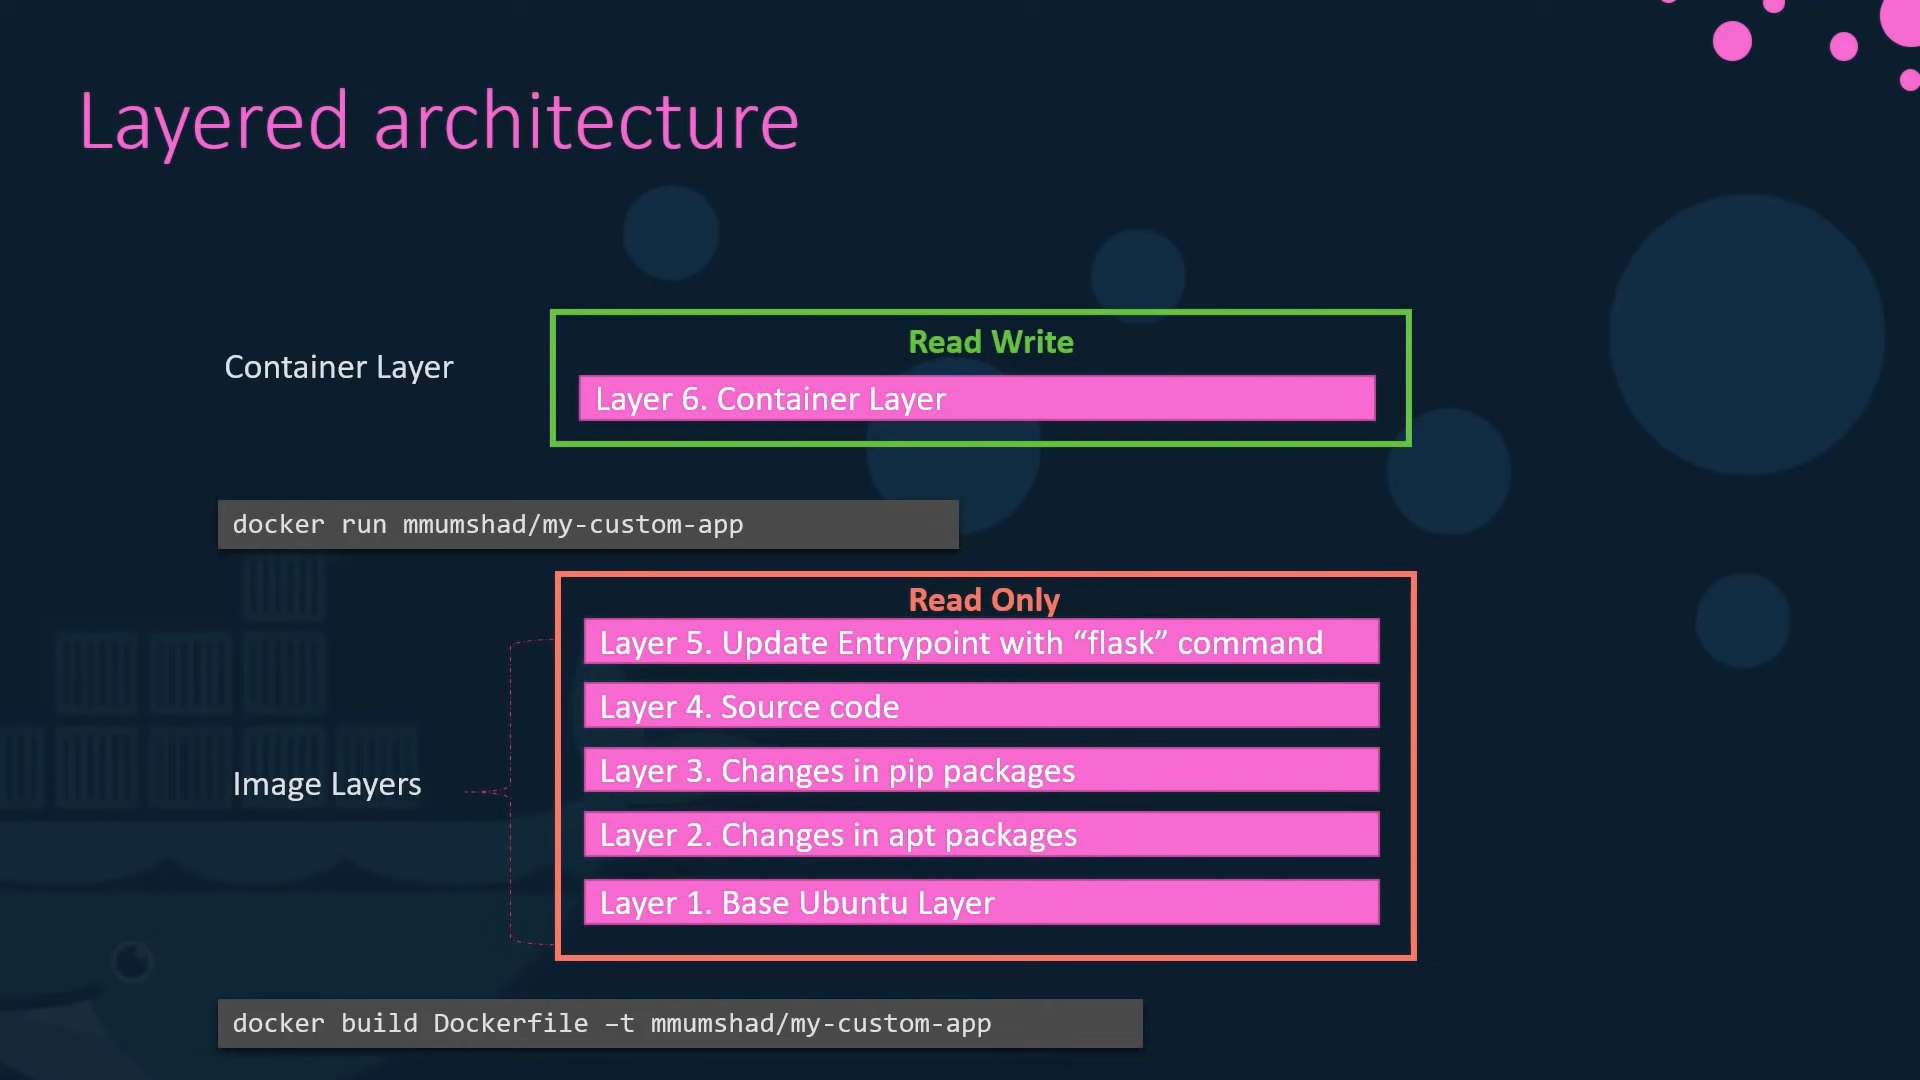 Layered architecture
Container Layer
Read Write
Layer 6. Container Layer
docker run mmumshad/my-custom-app
Read Only
Layer 5. Update Entrypoint with “flask” command
Layer 4. Source code
Layer 3. Changes in pip packages
Image Layers
Layer 2. Changes in apt packages
Layer 1. Base Ubuntu Layer
docker build Dockerfile –t mmumshad/my-custom-app